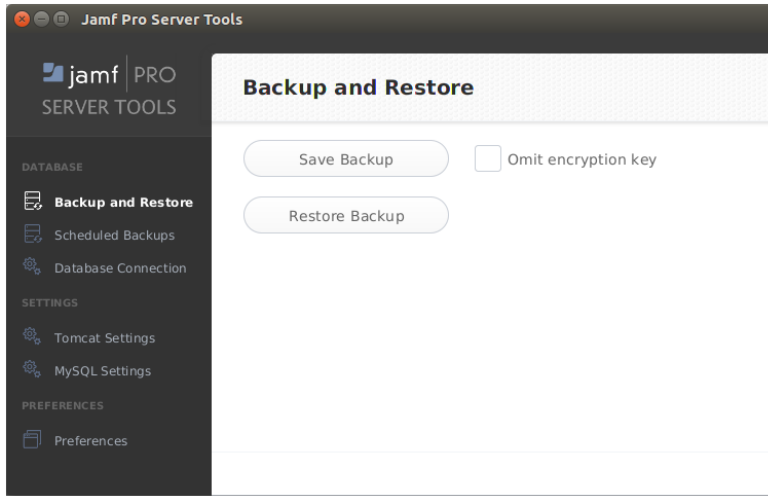 Jamf Pro Server Tools
jamf PRO
SERVER TOOLS
DATABASE
Backup and Restore
Scheduled Backups
Database Connection
SETTINGS
Tomcat Settings
MySQL Settings
PREFERENCES
Preferences
Backup and Restore
Save Backup
Omit encryption key
Restore Backup